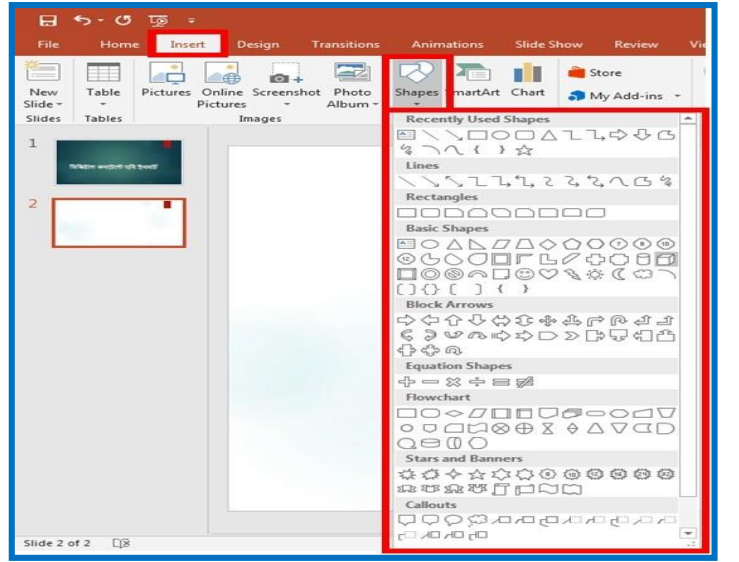 File Home Insert Design Transitions Animations Slide Show Review
New Slide Table Pictures Online Pictures Screenshot Photo Album Shapes SmartArt Chart Store
My Add-ins
Slides Tables Images
Recently Used Shapes
1
Lines
Rectangles
2
Basic Shapes
Block Arrows
Equation Shapes
Flowchart
Stars and Banners
Callouts
Slide 2 of 2